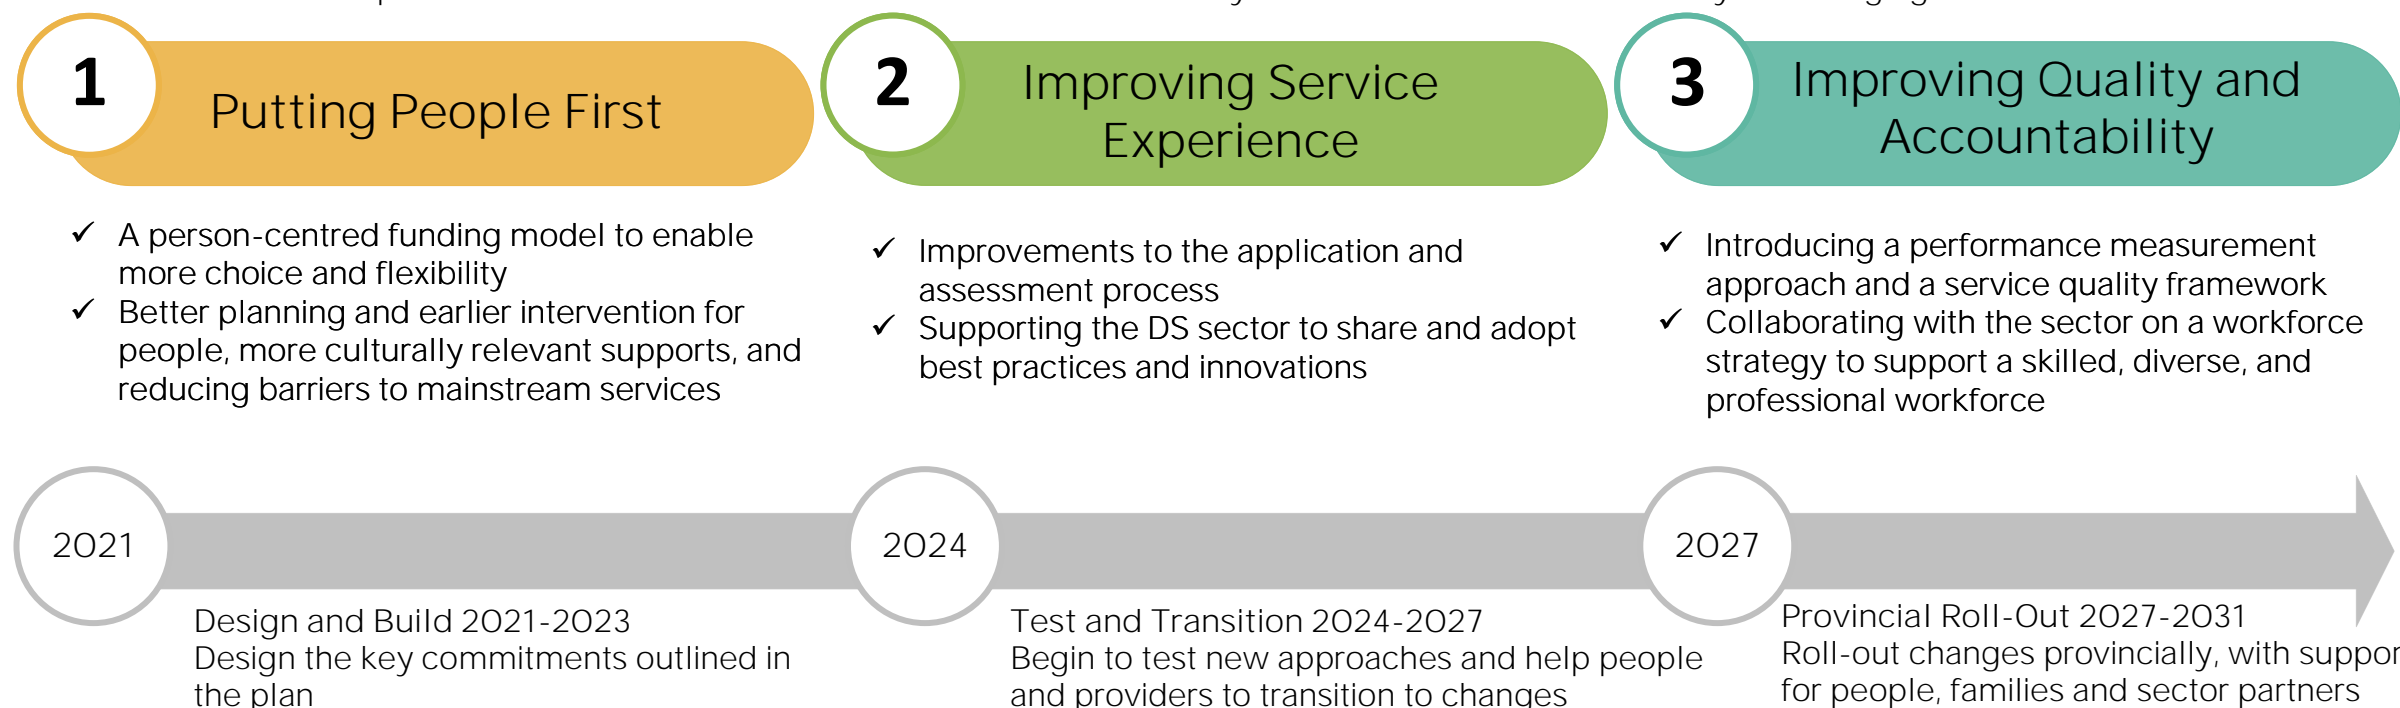 1
Putting People First
2
Improving Service
Experience
3
Improving Quality and
Accountability
✓ A person-centred funding model to enable
more choice and flexibility
✓ Better planning and earlier intervention for
people, more culturally relevant supports, and
reducing barriers to mainstream services
✓ Improvements to the application and
assessment process
✓ Supporting the DS sector to share and adopt
best practices and innovations
✓ Introducing a performance measurement
approach and a service quality framework
✓ Collaborating with the sector on a workforce
strategy to support a skilled, diverse, and
professional workforce
2021
2024
2027
Design and Build 2021-2023
Design the key commitments outlined in
the plan
Test and Transition 2024-2027
Begin to test new approaches and help people
and providers to transition to changes
Provincial Roll-Out 2027-2031
Roll-out changes provincially, with
for people, families and sector partners